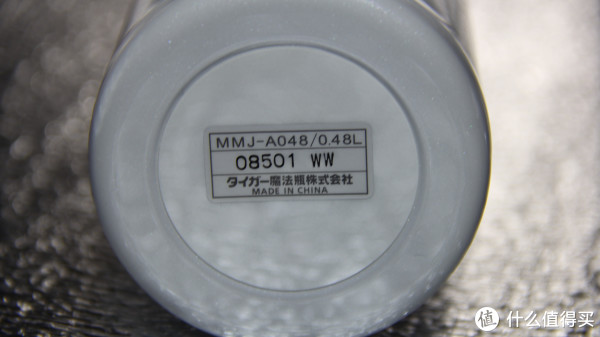 MMJ-A048/0.48L
08501 WW
タイガー魔法瓶株式会社
MADE IN CHINA
值 什么值得买